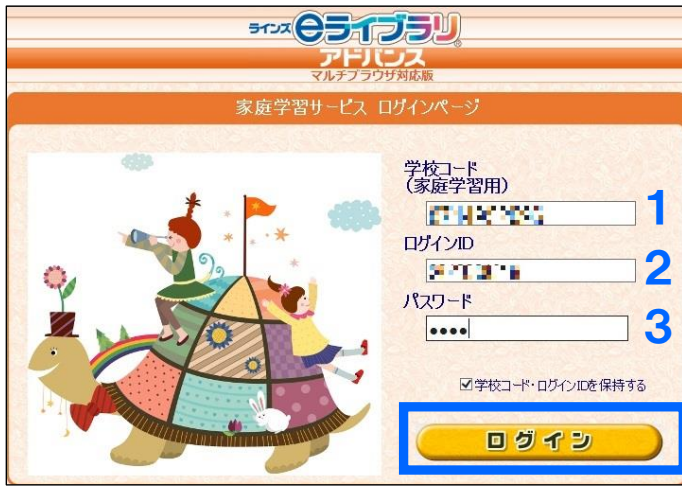 ラインズeライブラリ®
アドバンス
マルチブラウザ対応版
家庭学習サービス ログインページ
学校コード
(家庭学習用)
1
ログインID
2
パスワード
●●●●
3
☑学校コード・ログインIDを保持する
ログイン